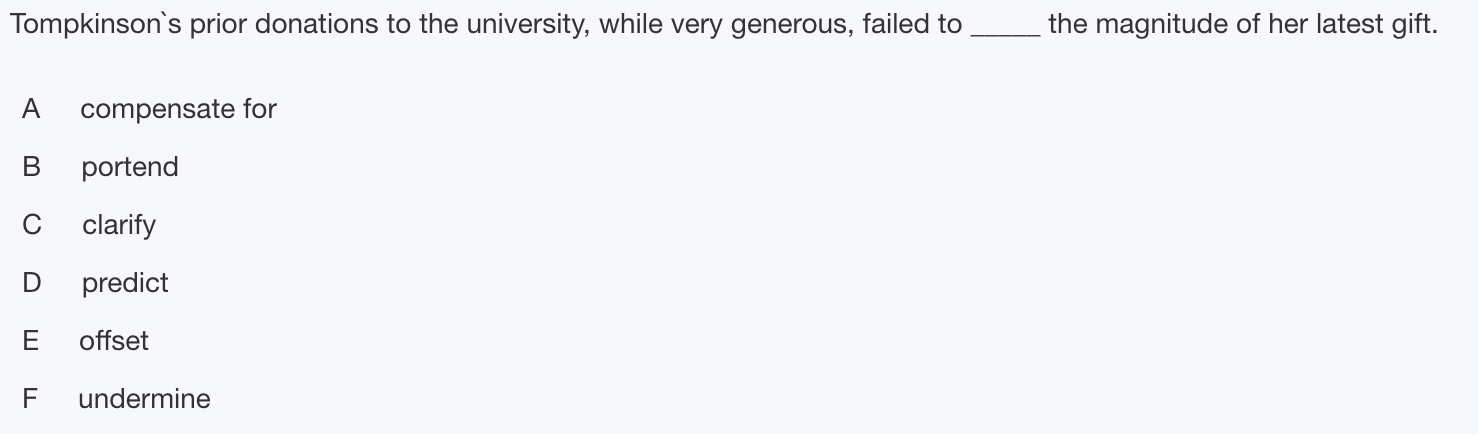 Tompkinson`s prior donations to the university, while very generous, failed to _____ the magnitude of her latest gift.
A compensate for
B portend
C clarify
D predict
E offset
F undermine